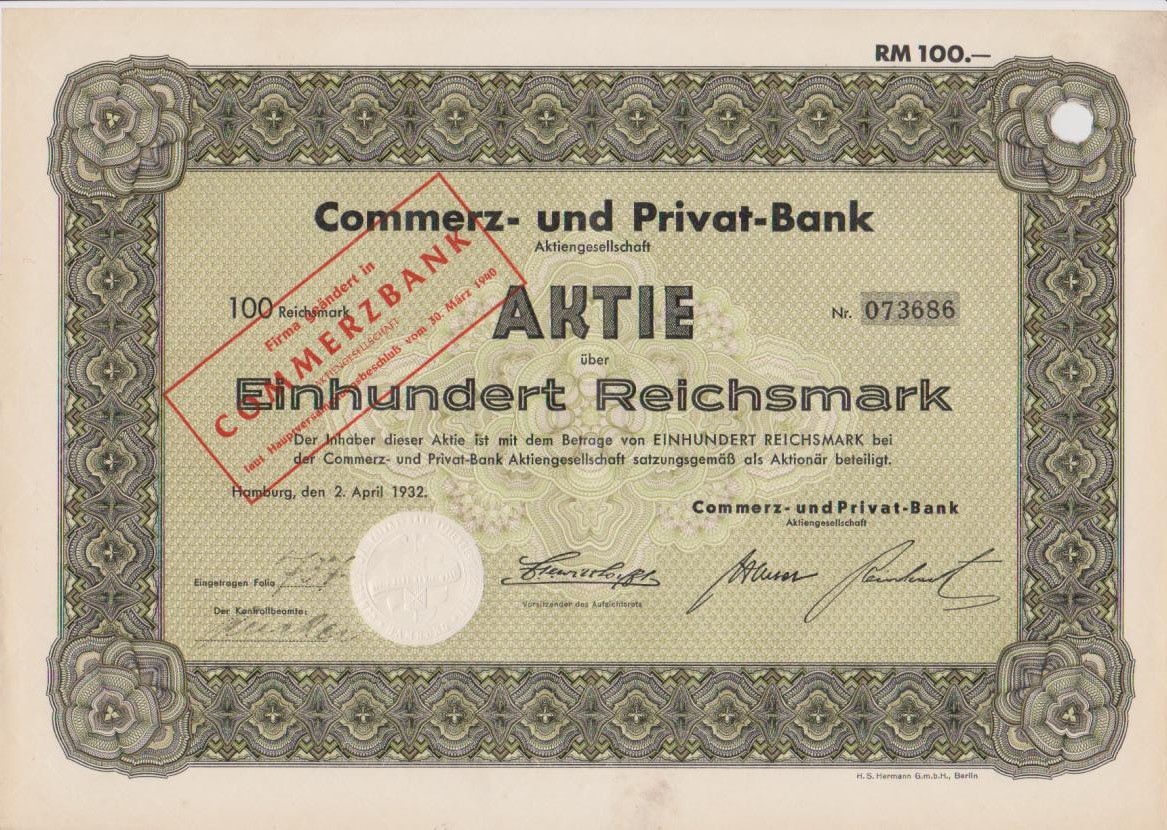 RM 100.—
Commerz- und Privat-Bank
Aktiengesellschaft
100 Reichsmark
AKTIE
Nr. 073686
über
Einhundert Reichsmark
Der Inhaber dieser Aktie ist mit dem Betrage von EINHUNDERT REICHSMARK bei
der Commerz- und Privat-Bank Aktiengesellschaft satzungsgemäß als Aktionär beteiligt.
Hamburg, den 2. April 1932.
Firma geändert in
COMMERZBANK
AKTIENGESELLSCHAFT
laut Hauptversammlungsbeschluß vom 30. März 1940
Commerz- und Privat-Bank
Aktiengesellschaft
Eingetragen Folio
Vorsitzender des Aufsichtsrats
Der Kontrollbeamte:
H. S. Hermann G.m.b.H., Berlin